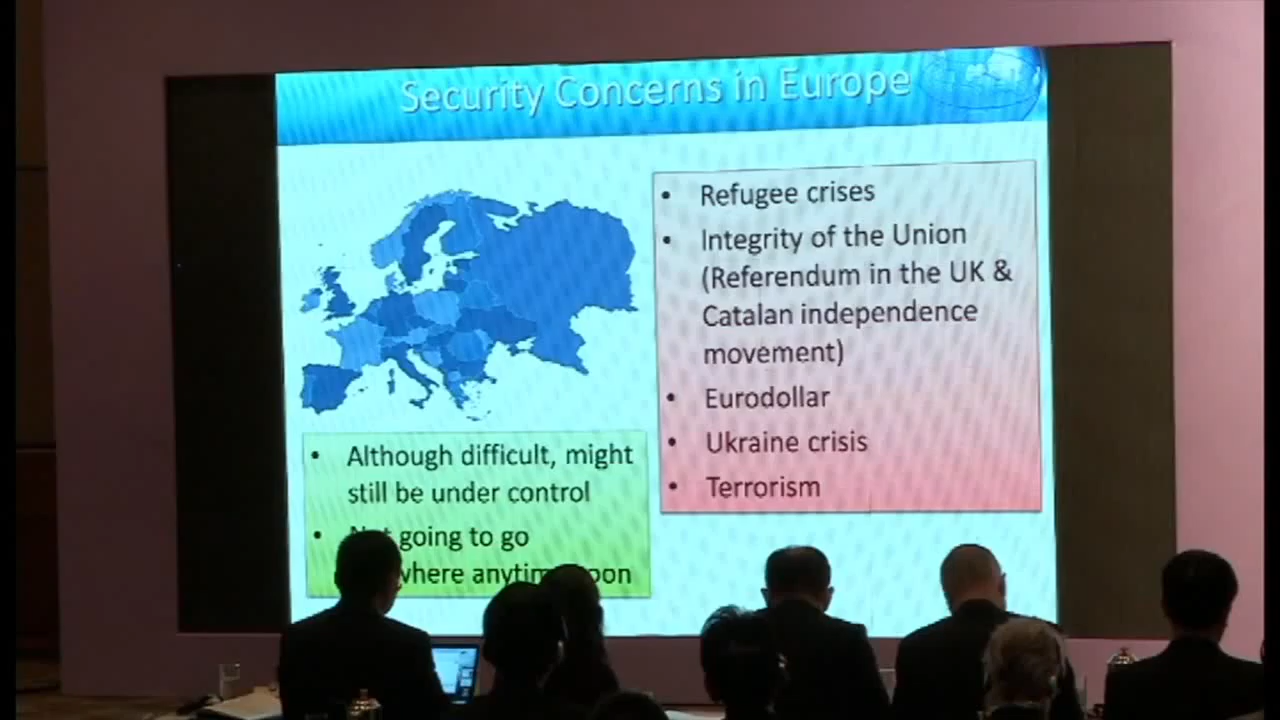 Security Concerns in Europe
• Refugee crises
• Integrity of the Union
(Referendum in the UK &
Catalan independence
movement)
• Eurodollar
• Ukraine crisis
• Terrorism
• Although difficult, might
still be under control
• going to go
soon